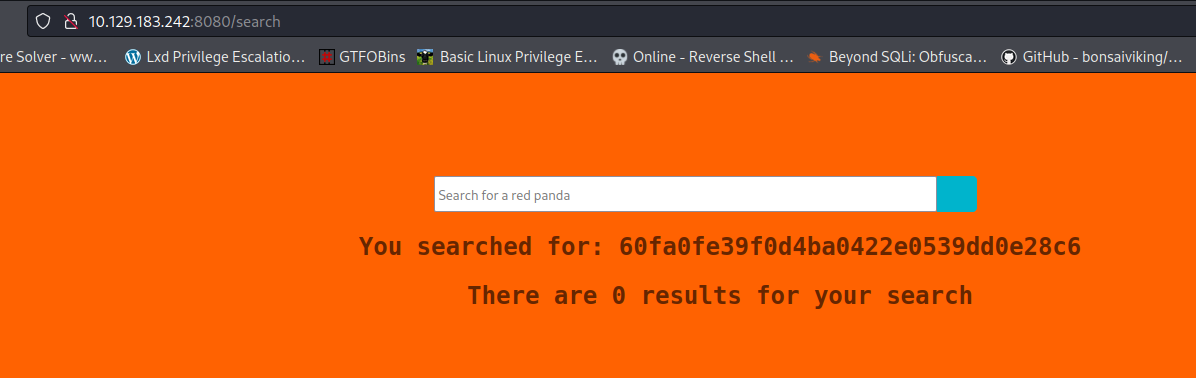 10.129.183.242:8080/search
re Solver - ww… Lxd Privilege Escalatio… GTFOBins Basic Linux Privilege E… Online - Reverse Shell … Beyond SQLi: Obfusca… GitHub - bonsaiviking/…
Search for a red panda
You searched for: 60fa0fe39f0d4ba0422e0539dd0e28c6
There are 0 results for your search